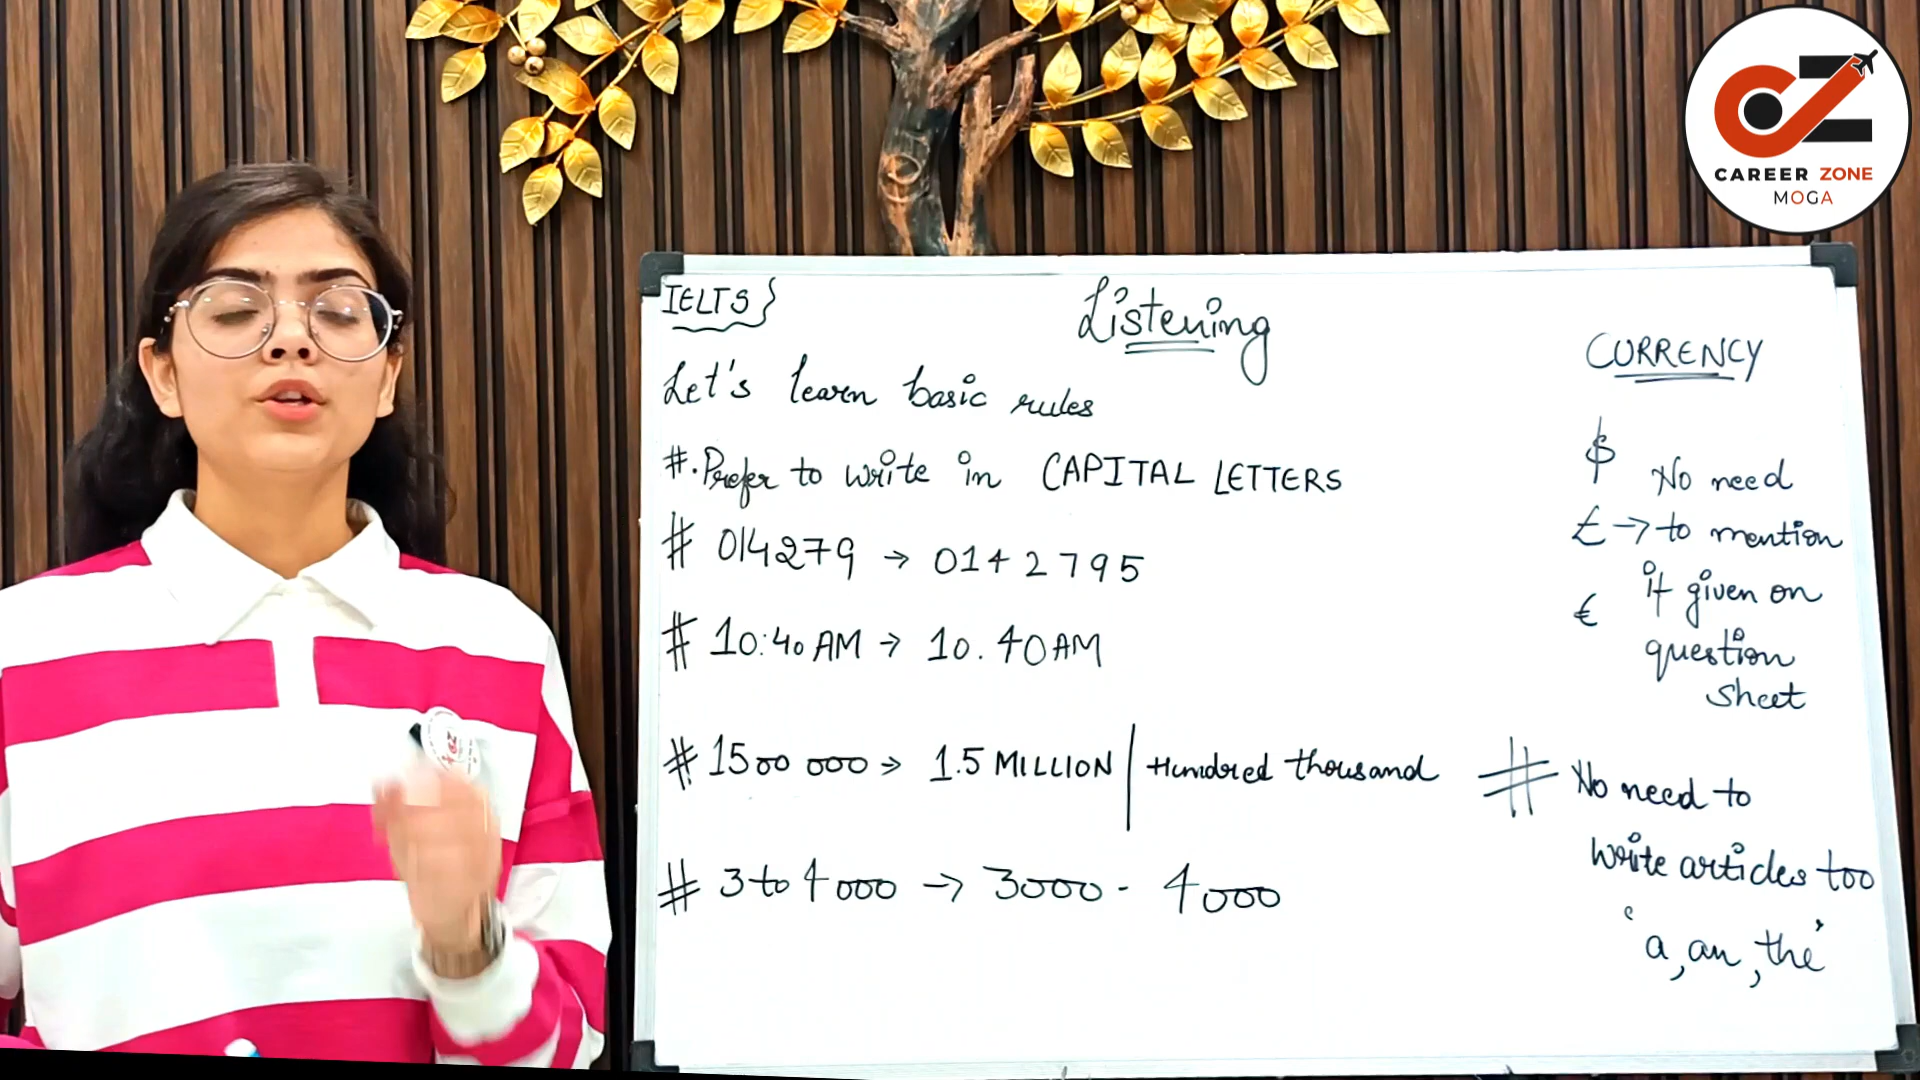 CAREER ZONE
MOGA
IELTS}
Listening
Let's learn basic rules
#. Prefer to write in CAPITAL LETTERS
# 014279 → 0142795
# 10:40 AM → 10.40AM
# 1500 000 → 1.5 MILLION | Hundred thousand
# 3 to 4000 → 3000 - 4000
CURRENCY
$
No need
£ → to mention
€
if given on
question
sheet
# No need to
write articles too
'a, an, the'